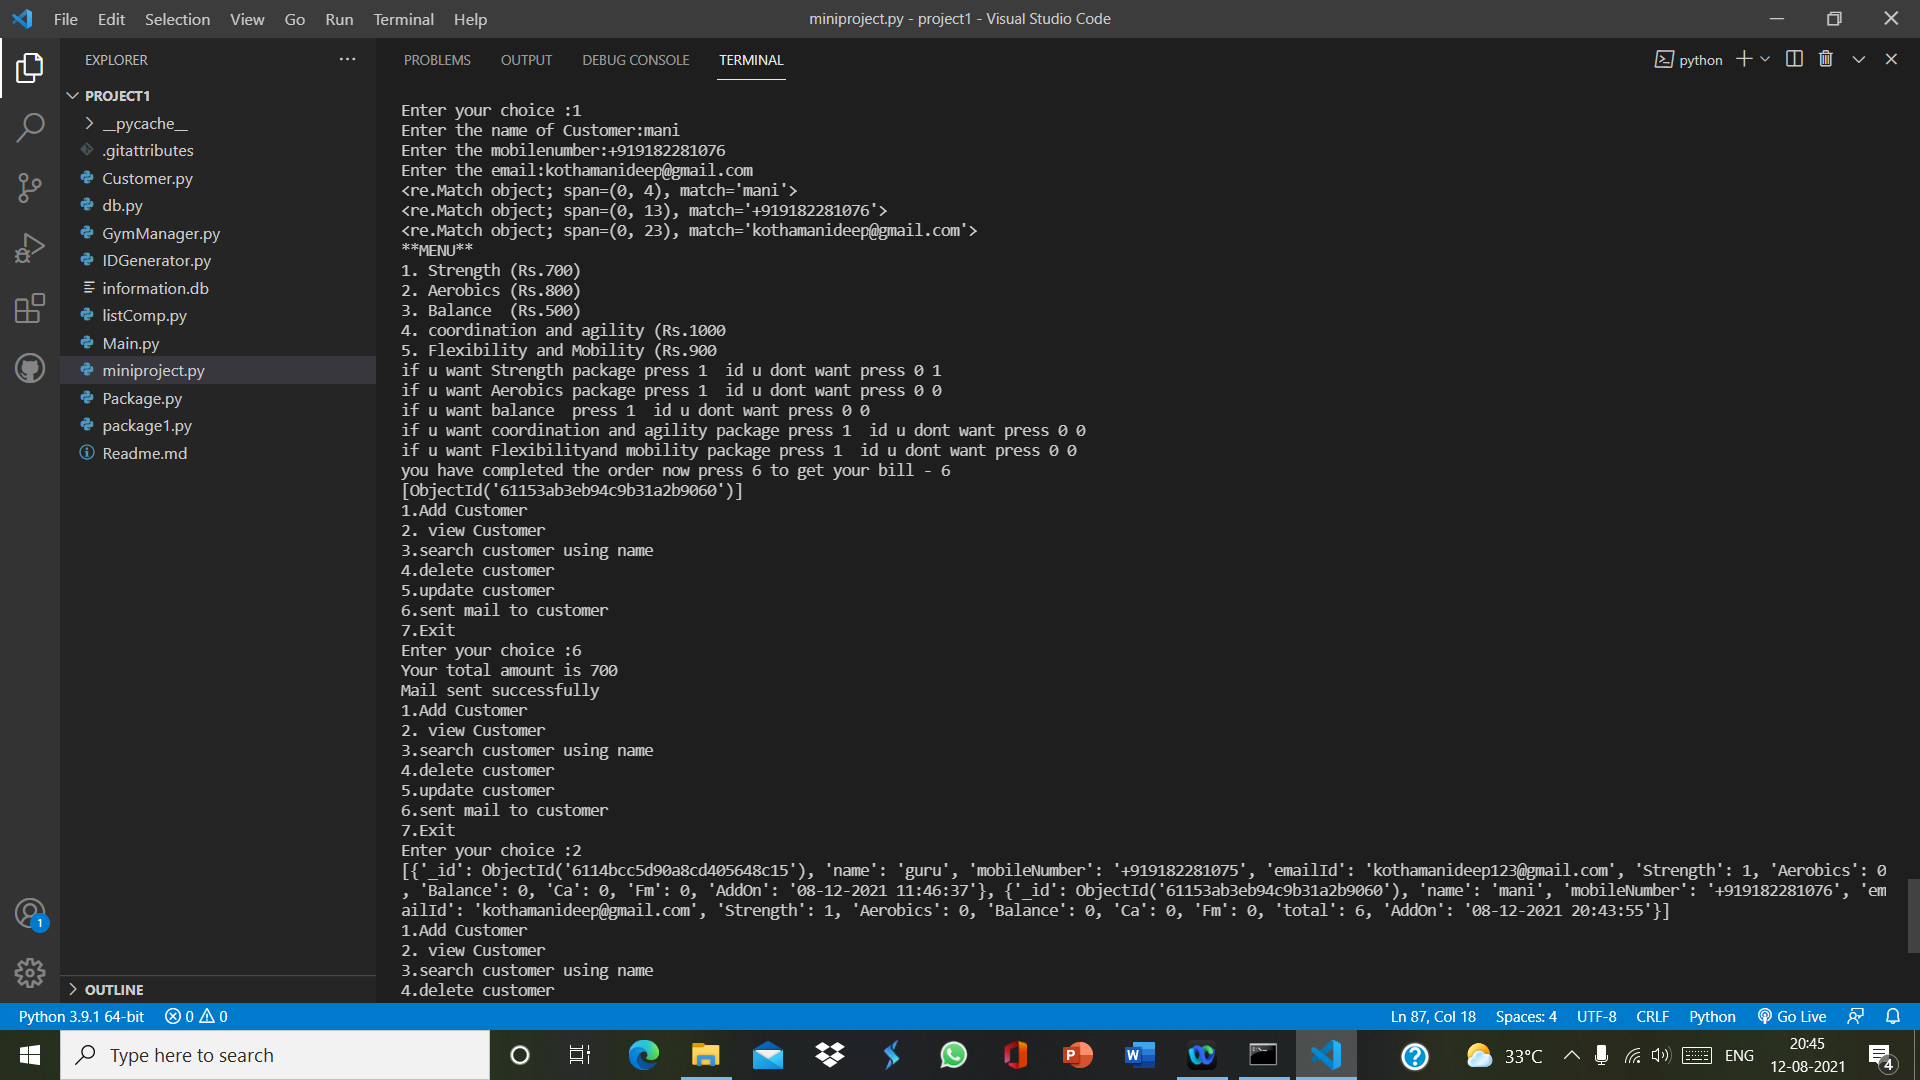 File Edit Selection View Go Run Terminal Help
miniproject.py - project1 - Visual Studio Code
EXPLORER
PROJECT1
__pycache__
.gitattributes
Customer.py
db.py
GymManager.py
IDGenerator.py
information.db
listComp.py
Main.py
miniproject.py
Package.py
package1.py
Readme.md
OUTLINE
1
PROBLEMS OUTPUT DEBUG CONSOLE TERMINAL
python
Enter your choice :1
Enter the name of Customer:mani
Enter the mobilenumber:+919182281076
Enter the email:kothamanideep@gmail.com
<re.Match object; span=(0, 4), match='mani'>
<re.Match object; span=(0, 13), match='+919182281076'>
<re.Match object; span=(0, 23), match='kothamanideep@gmail.com'>
**MENU**
1. Strength (Rs.700)
2. Aerobics (Rs.800)
3. Balance  (Rs.500)
4. coordination and agility (Rs.1000
5. Flexibility and Mobility (Rs.900
if u want Strength package press 1  id u dont want press 0 1
if u want Aerobics package press 1  id u dont want press 0 0
if u want balance  press 1  id u dont want press 0 0
if u want coordination and agility package press 1  id u dont want press 0 0
if u want Flexibilityand mobility package press 1  id u dont want press 0 0
you have completed the order now press 6 to get your bill - 6
[ObjectId('61153ab3eb94c9b31a2b9060')]
1.Add Customer
2. view Customer
3.search customer using name
4.delete customer
5.update customer
6.sent mail to customer
7.Exit
Enter your choice :6
Your total amount is 700
Mail sent successfully
1.Add Customer
2. view Customer
3.search customer using name
4.delete customer
5.update customer
6.sent mail to customer
7.Exit
Enter your choice :2
[{'_id': ObjectId('6114bcc5d90a8cd405648c15'), 'name': 'guru', 'mobileNumber': '+919182281075', 'emailId': 'kothamanideep123@gmail.com', 'Strength': 1, 'Aerobics': 0
, 'Balance': 0, 'Ca': 0, 'Fm': 0, 'AddOn': '08-12-2021 11:46:37'}, {'_id': ObjectId('61153ab3eb94c9b31a2b9060'), 'name': 'mani', 'mobileNumber': '+919182281076', 'em
ailId': 'kothamanideep@gmail.com', 'Strength': 1, 'Aerobics': 0, 'Balance': 0, 'Ca': 0, 'Fm': 0, 'total': 6, 'AddOn': '08-12-2021 20:43:55'}]
1.Add Customer
2. view Customer
3.search customer using name
4.delete customer
Python 3.9.1 64-bit 0 0 Ln 87, Col 18 Spaces: 4 UTF-8 CRLF Python Go Live
Type here to search
33°C ENG
20:45
12-08-2021
4